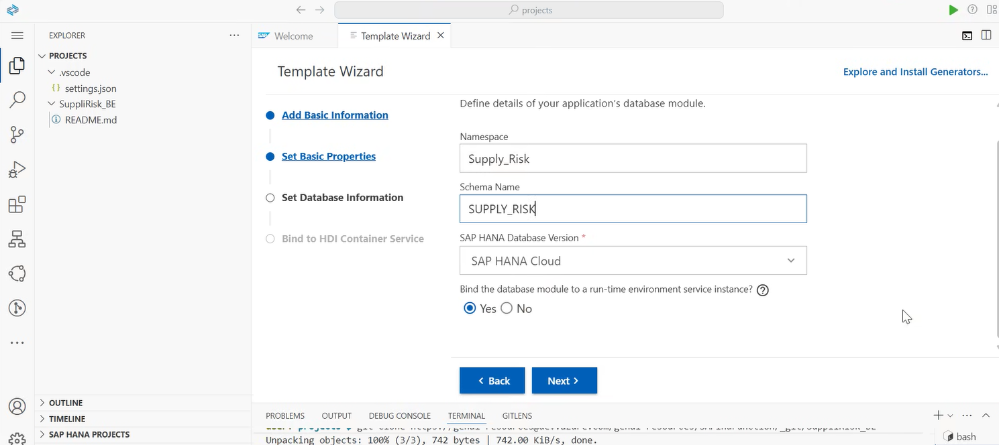 projects
EXPLORER
PROJECTS
.vscode
{} settings.json
SuppliRisk_BE
README.md
OUTLINE
TIMELINE
SAP HANA PROJECTS
SAP Welcome
Template Wizard
Template Wizard
Explore and Install Generators...
Add Basic Information
Set Basic Properties
Set Database Information
Bind to HDI Container Service
Define details of your application's database module.
Namespace
Supply_Risk
Schema Name
SUPPLY_RISK
SAP HANA Database Version *
SAP HANA Cloud
Bind the database module to a run-time environment service instance?
Yes No
Back Next
PROBLEMS OUTPUT DEBUG CONSOLE TERMINAL GITLENS
Unpacking objects: 100% (3/3), 742 bytes | 742.00 KiB/s, done.
bash